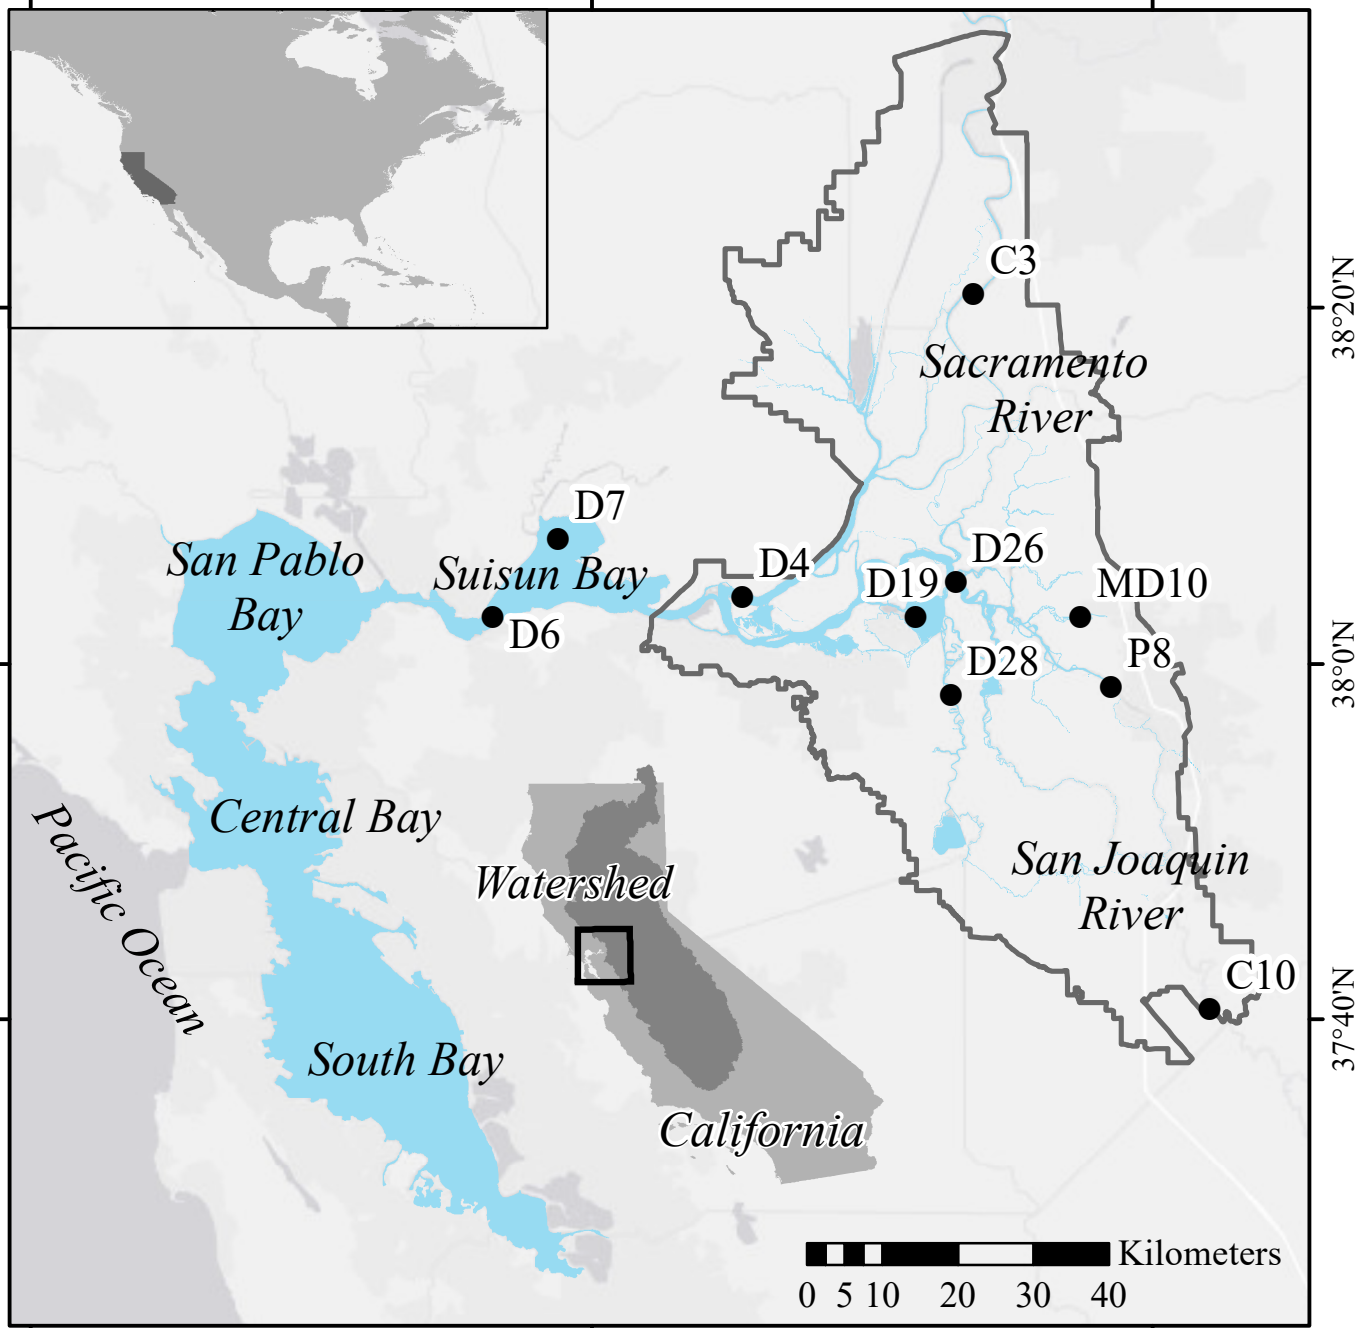 C3
38°20'N
Sacramento
River
D7
San Pablo
Bay
Suisun Bay
D4
D26
D19
MD10
D6
D28
P8
38°0'N
Central Bay
Pacific Ocean
Watershed
San Joaquin
River
C10
37°40'N
South Bay
California
Kilometers
0 5 10 20 30 40